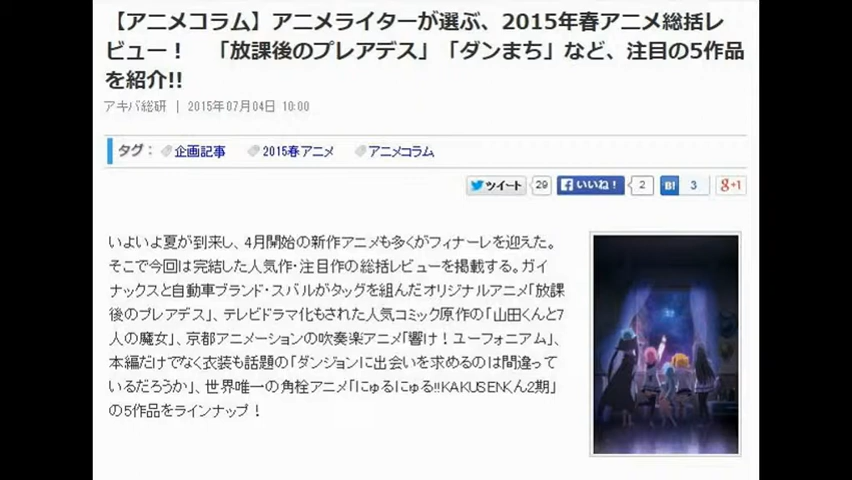 【アニメコラム】アニメライターが選ぶ、2015年春アニメ総括レ
ビュー！　「放課後のプレアデス」「ダンまち」など、注目の5作品
を紹介!!
アキバ総研 | 2015年07月04日 10:00
タグ： 企画記事 2015春アニメ アニメコラム
ツイート 29 いいね！ 2 B! 3 g+1
いよいよ夏が到来し、4月開始の新作アニメも多くがフィナーレを迎えた。
そこで今回は完結した人気作・注目作の総括レビューを掲載する。ガイ
ナックスと自動車ブランド・スバルがタッグを組んだオリジナルアニメ「放課
後のプレアデス」、テレビドラマ化もされた人気コミック原作の「山田くんと7
人の魔女」、京都アニメーションの吹奏楽アニメ「響け！ユーフォニアム」、
本編だけでなく衣装も話題の「ダンジョンに出会いを求めるのは間違って
いるだろうか」、世界唯一の角栓アニメ「にゅるにゅる!!KAKUSENくん2期」
の5作品をラインナップ！